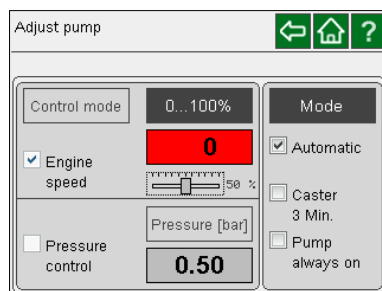 Adjust pump
?
Control mode
0...100%
Mode
Engine
speed
0
50 %
Automatic
Caster
3 Min.
Pressure
control
Pressure [bar]
0.50
Pump
always on